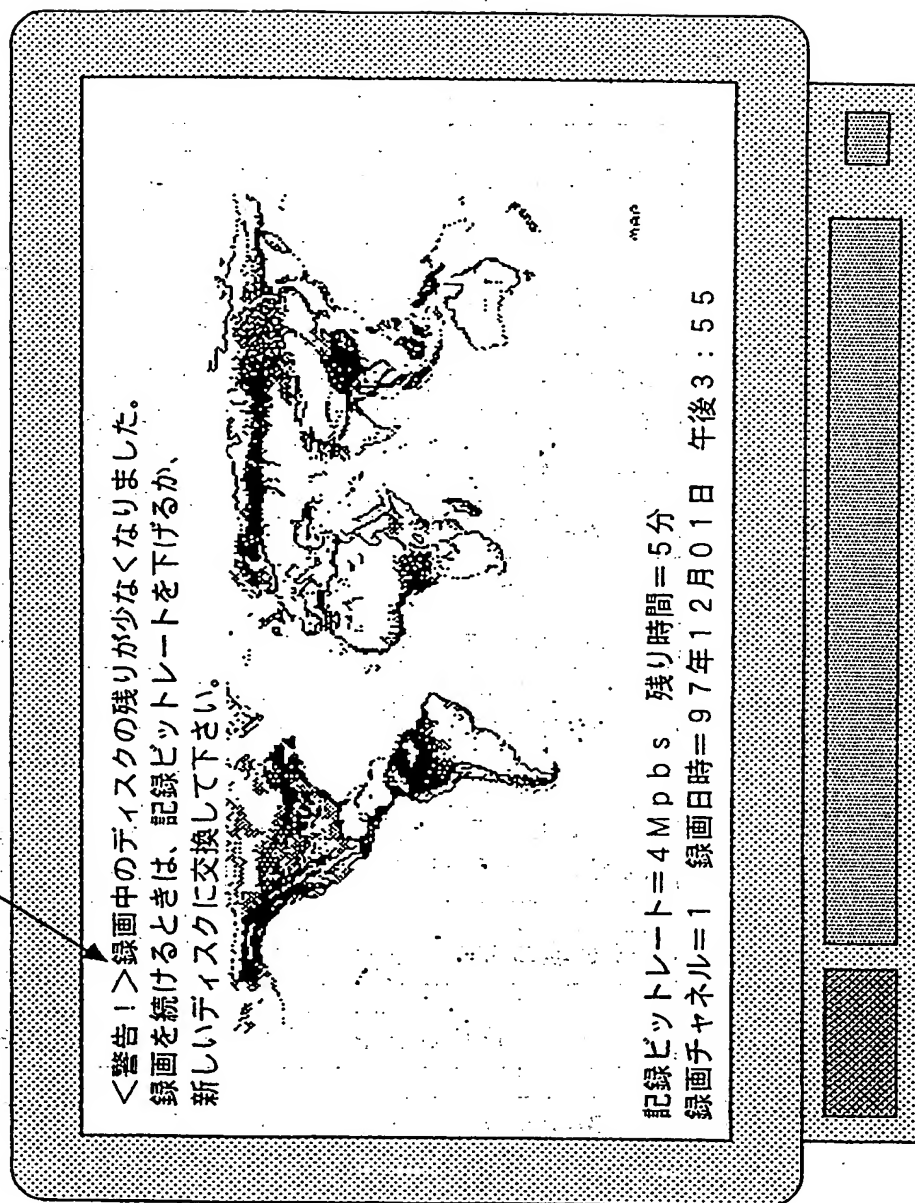 <警告！>録画中のディスクの残りが少なくなりました。
録画を続けるときは、記録ビットレートを下げるか、
新しいディスクに交換して下さい。
MAP
記録ビットレート=4Mpbs 残り時間=5分
録画チャネル=1 録画日時=97年12月01日 午後3:55